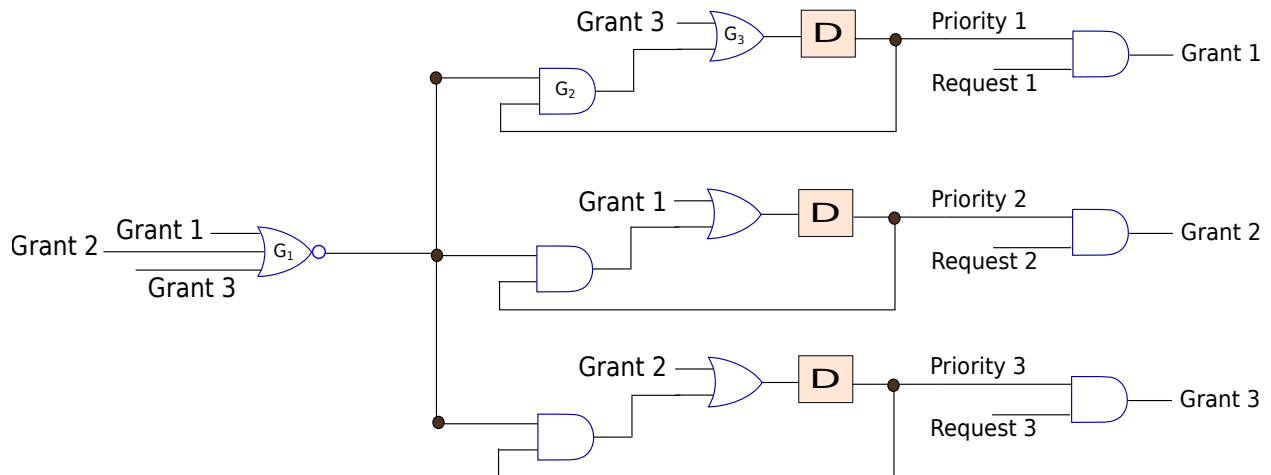 Grant 3
G3
D
Priority 1
Request 1
Grant 1
G2
Grant 1
D
Priority 2
Request 2
Grant 2
Grant 1
Grant 2
G1
Grant 3
Grant 2
D
Priority 3
Request 3
Grant 3